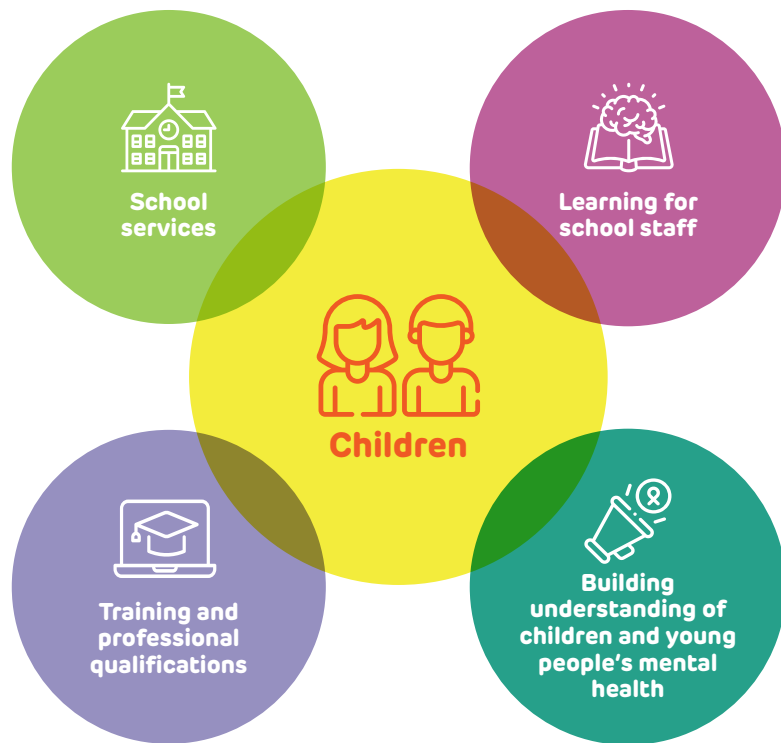 School
services
Learning for
school staff
Children
Training and
professional
qualifications
Building
understanding of
children and young
people’s mental
health